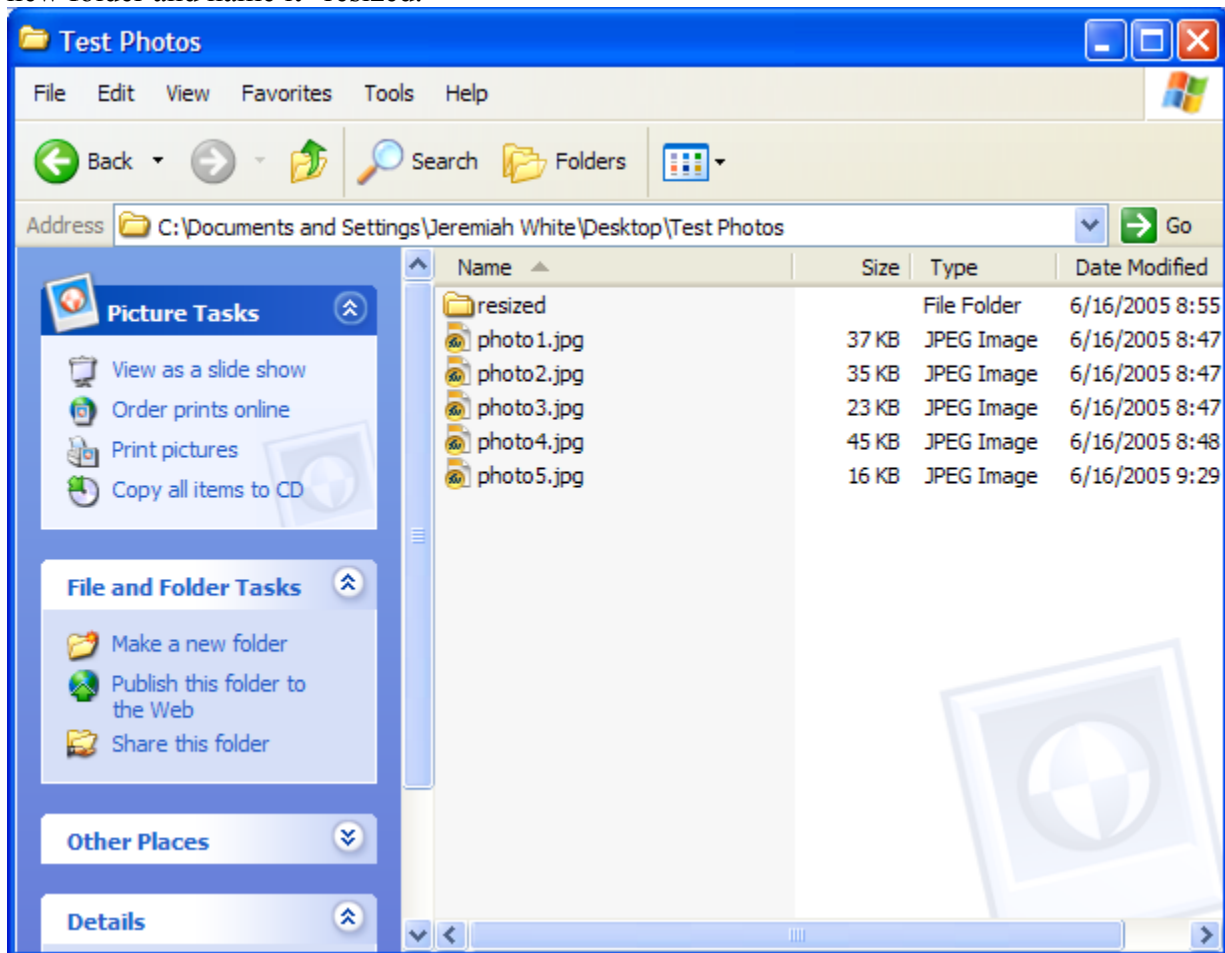 Test Photos
File Edit View Favorites Tools Help
Back Search Folders
Address C:\Documents and Settings\Jeremiah White\Desktop\Test Photos Go
Name Size Type Date Modified
resized File Folder 6/16/2005 8:55
photo1.jpg 37 KB JPEG Image 6/16/2005 8:47
photo2.jpg 35 KB JPEG Image 6/16/2005 8:47
photo3.jpg 23 KB JPEG Image 6/16/2005 8:47
photo4.jpg 45 KB JPEG Image 6/16/2005 8:48
photo5.jpg 16 KB JPEG Image 6/16/2005 9:29
Picture Tasks
View as a slide show
Order prints online
Print pictures
Copy all items to CD
File and Folder Tasks
Make a new folder
Publish this folder to
the Web
Share this folder
Other Places
Details